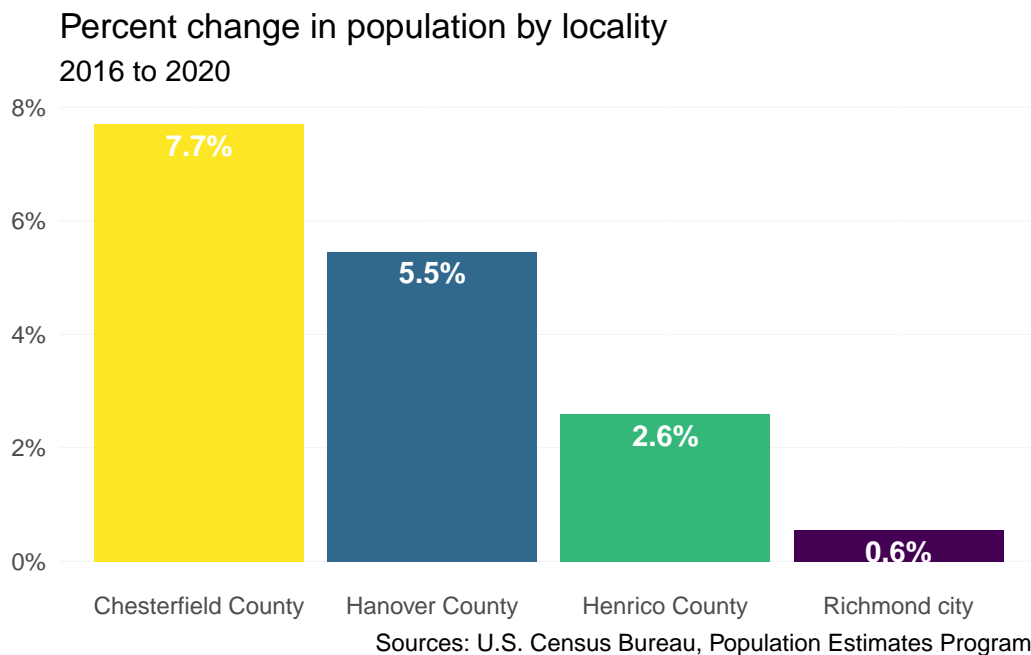 Percent change in population by locality
2016 to 2020
8%
7.7%
6%
5.5%
4%
2.6%
2%
0.6%
0%
Chesterfield County Hanover County Henrico County Richmond city
Sources: U.S. Census Bureau, Population Estimates Program